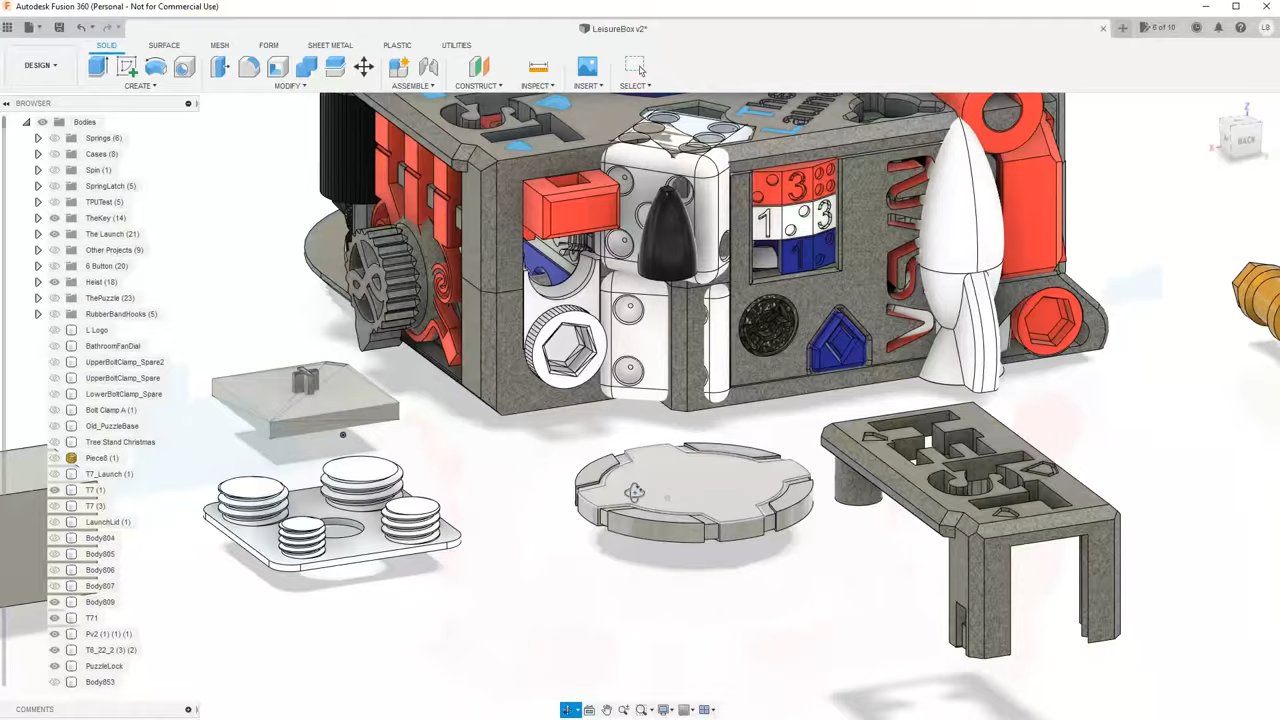 Autodesk Fusion 360 (Personal - Not for Commercial Use)
LeisureBox v2*
6 of 10
LB
SOLID SURFACE MESH FORM SHEET METAL PLASTIC UTILITIES
DESIGN
CREATE MODIFY ASSEMBLE CONSTRUCT INSPECT INSERT SELECT
BROWSER
Bodies
Springs (6)
Cases (8)
Spin (1)
SpringLatch (5)
TPUTest (5)
TheKey (14)
The Launch (21)
Other Projects (9)
6 Button (20)
Heist (18)
ThePuzzle (23)
RubberBandHooks (5)
L Logo
BathroomFanDial
UpperBoltClamp_Spare2
UpperBoltClamp_Spare
LowerBoltClamp_Spare
Bolt Clamp A (1)
Old_PuzzleBase
Tree Stand Christmas
Piece8 (1)
T7_Launch (1)
T7 (1)
T7 (3)
LaunchLid (1)
Body804
Body805
Body806
Body807
Body809
T71
Pv2 (1) (1) (1)
T6_22_2 (3) (2)
PuzzleLock
Body853
COMMENTS
Z
X
BACK
3
1 3
1